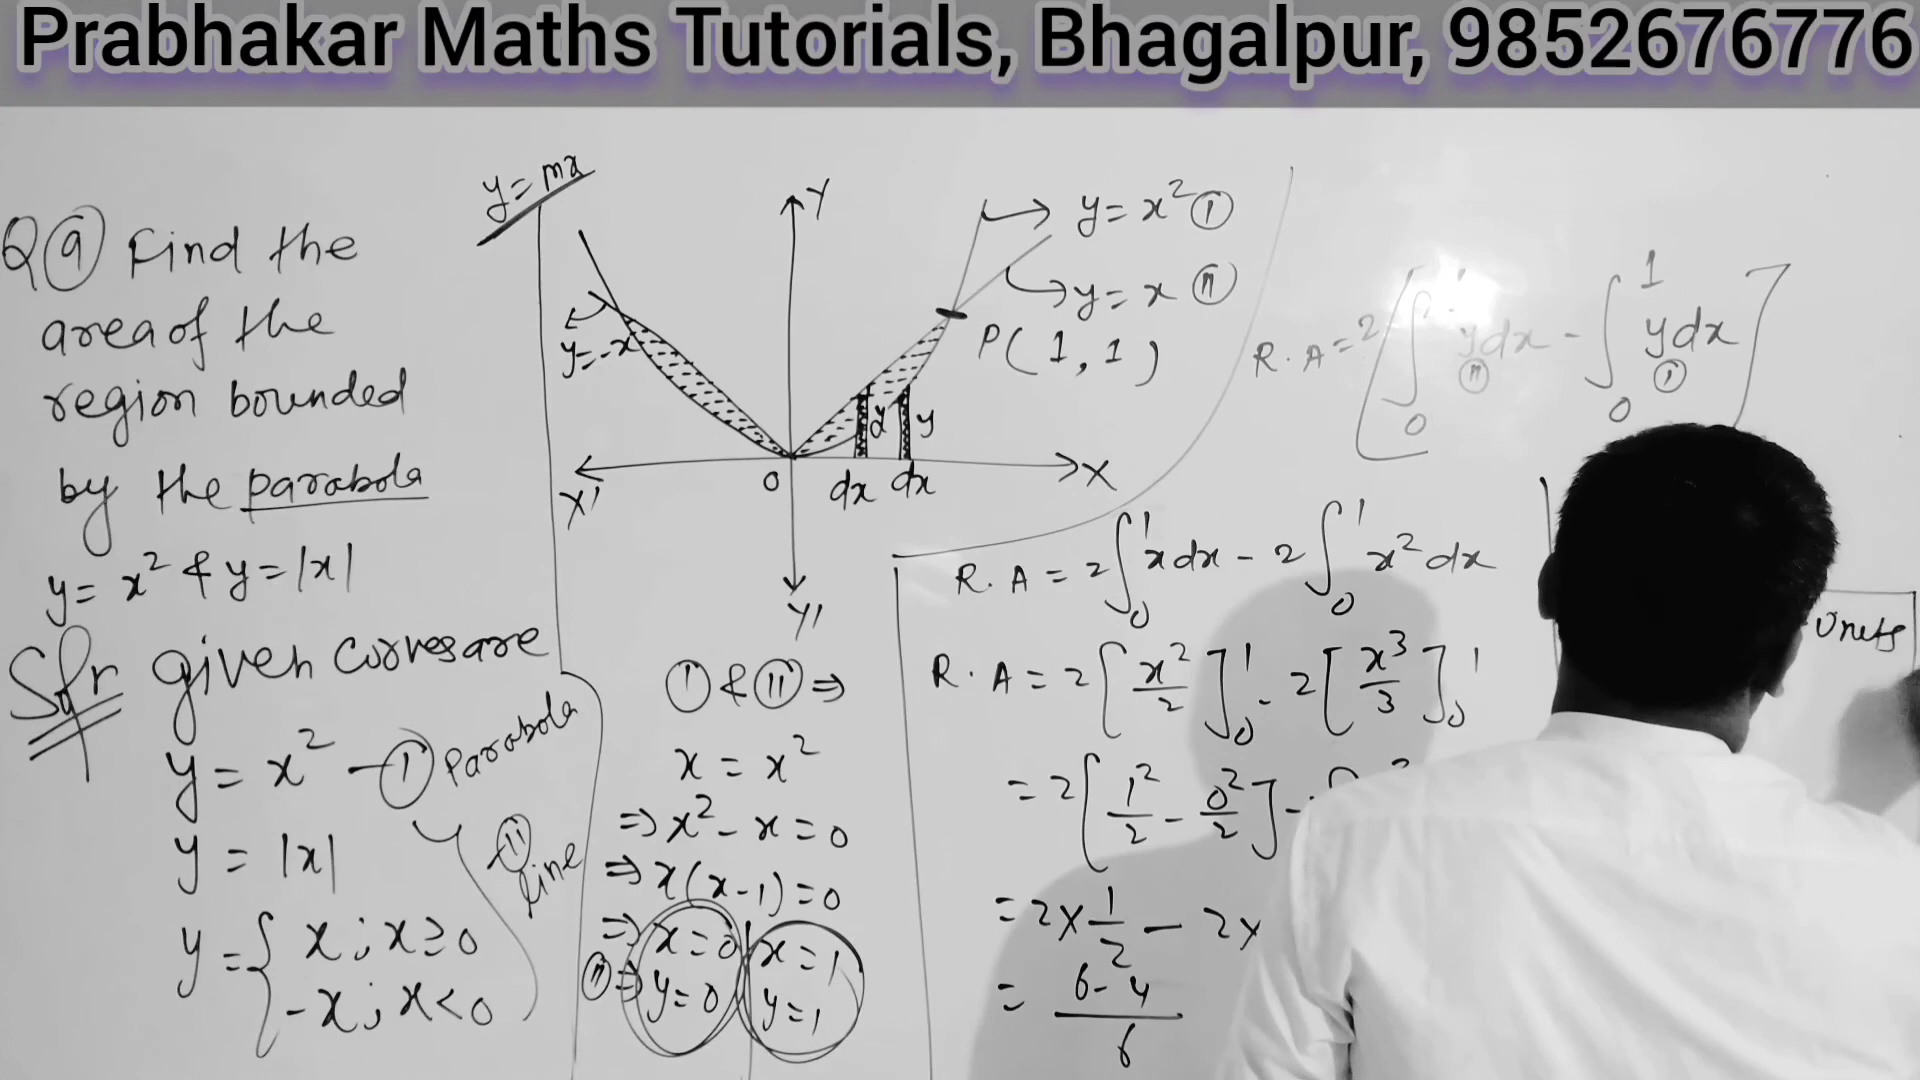 Prabhakar Maths Tutorials, Bhagalpur, 9852676776
Q(9) Find the
area of the
region bounded
by the parabola
y = x² & y = |x|
Solⁿ given curves are
y = x² — (I) Parabola
y = |x|
(II) line
y = { x ; x ≥ 0
-x ; x < 0
y = mx
Y
y = x² (I)
y = x (II)
P(1, 1)
y = -x
y y
X' O dx dx X
Y'
(I) & (II) ⇒
x = x²
⇒ x² - x = 0
⇒ x(x-1) = 0
⇒ x = 0 | x = 1
(II) ⇒ y = 0 | y = 1
R.A = 2[∫₀¹ y dx (II) - ∫₀¹ y dx (I)]
R.A = 2∫₀¹ x dx - 2∫₀¹ x² dx
R.A = 2[x²/2]₀¹ - 2[x³/3]₀¹
= 2[1²/2 - 0²/2] -
= 2 × 1/2 - 2 ×
= 6-4/6
Units